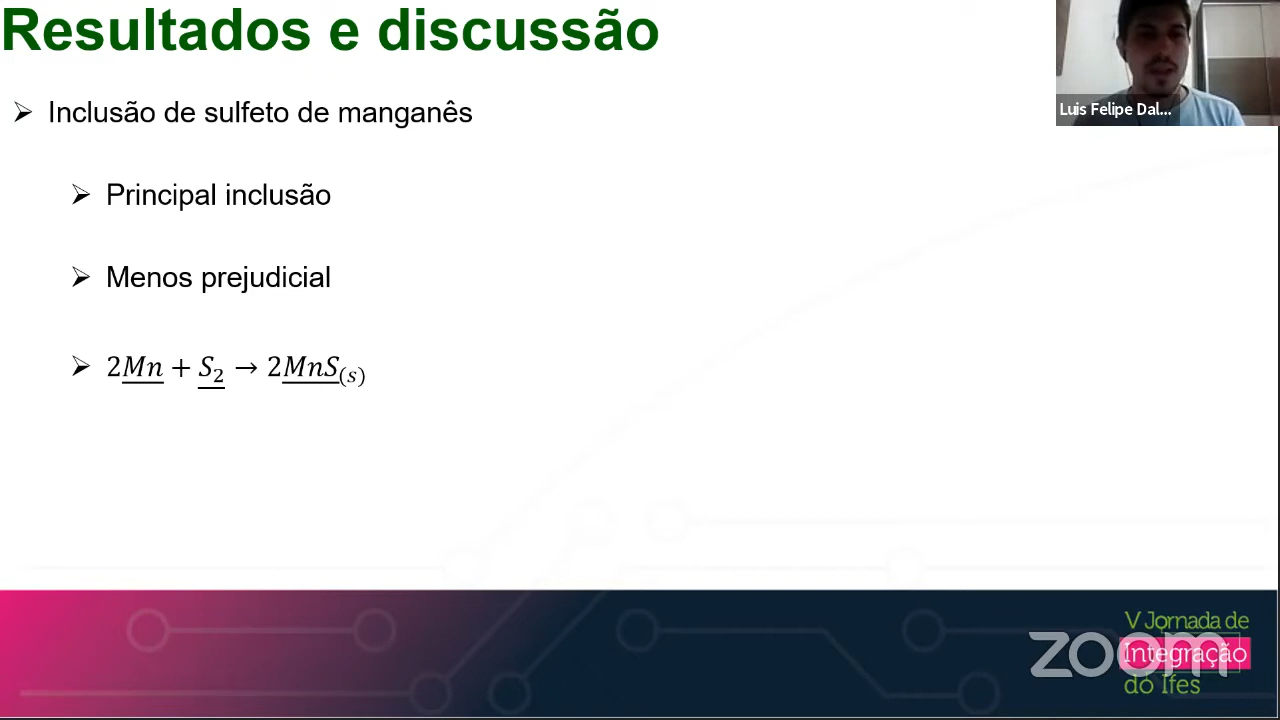 Resultados e discussão
Luis Felipe Dal...
➢ Inclusão de sulfeto de manganês
➢ Principal inclusão
➢ Menos prejudicial
➢ 2Mn + S₂ → 2MnS₍s₎
V Jornada de
Integração
do Ifes
zoom